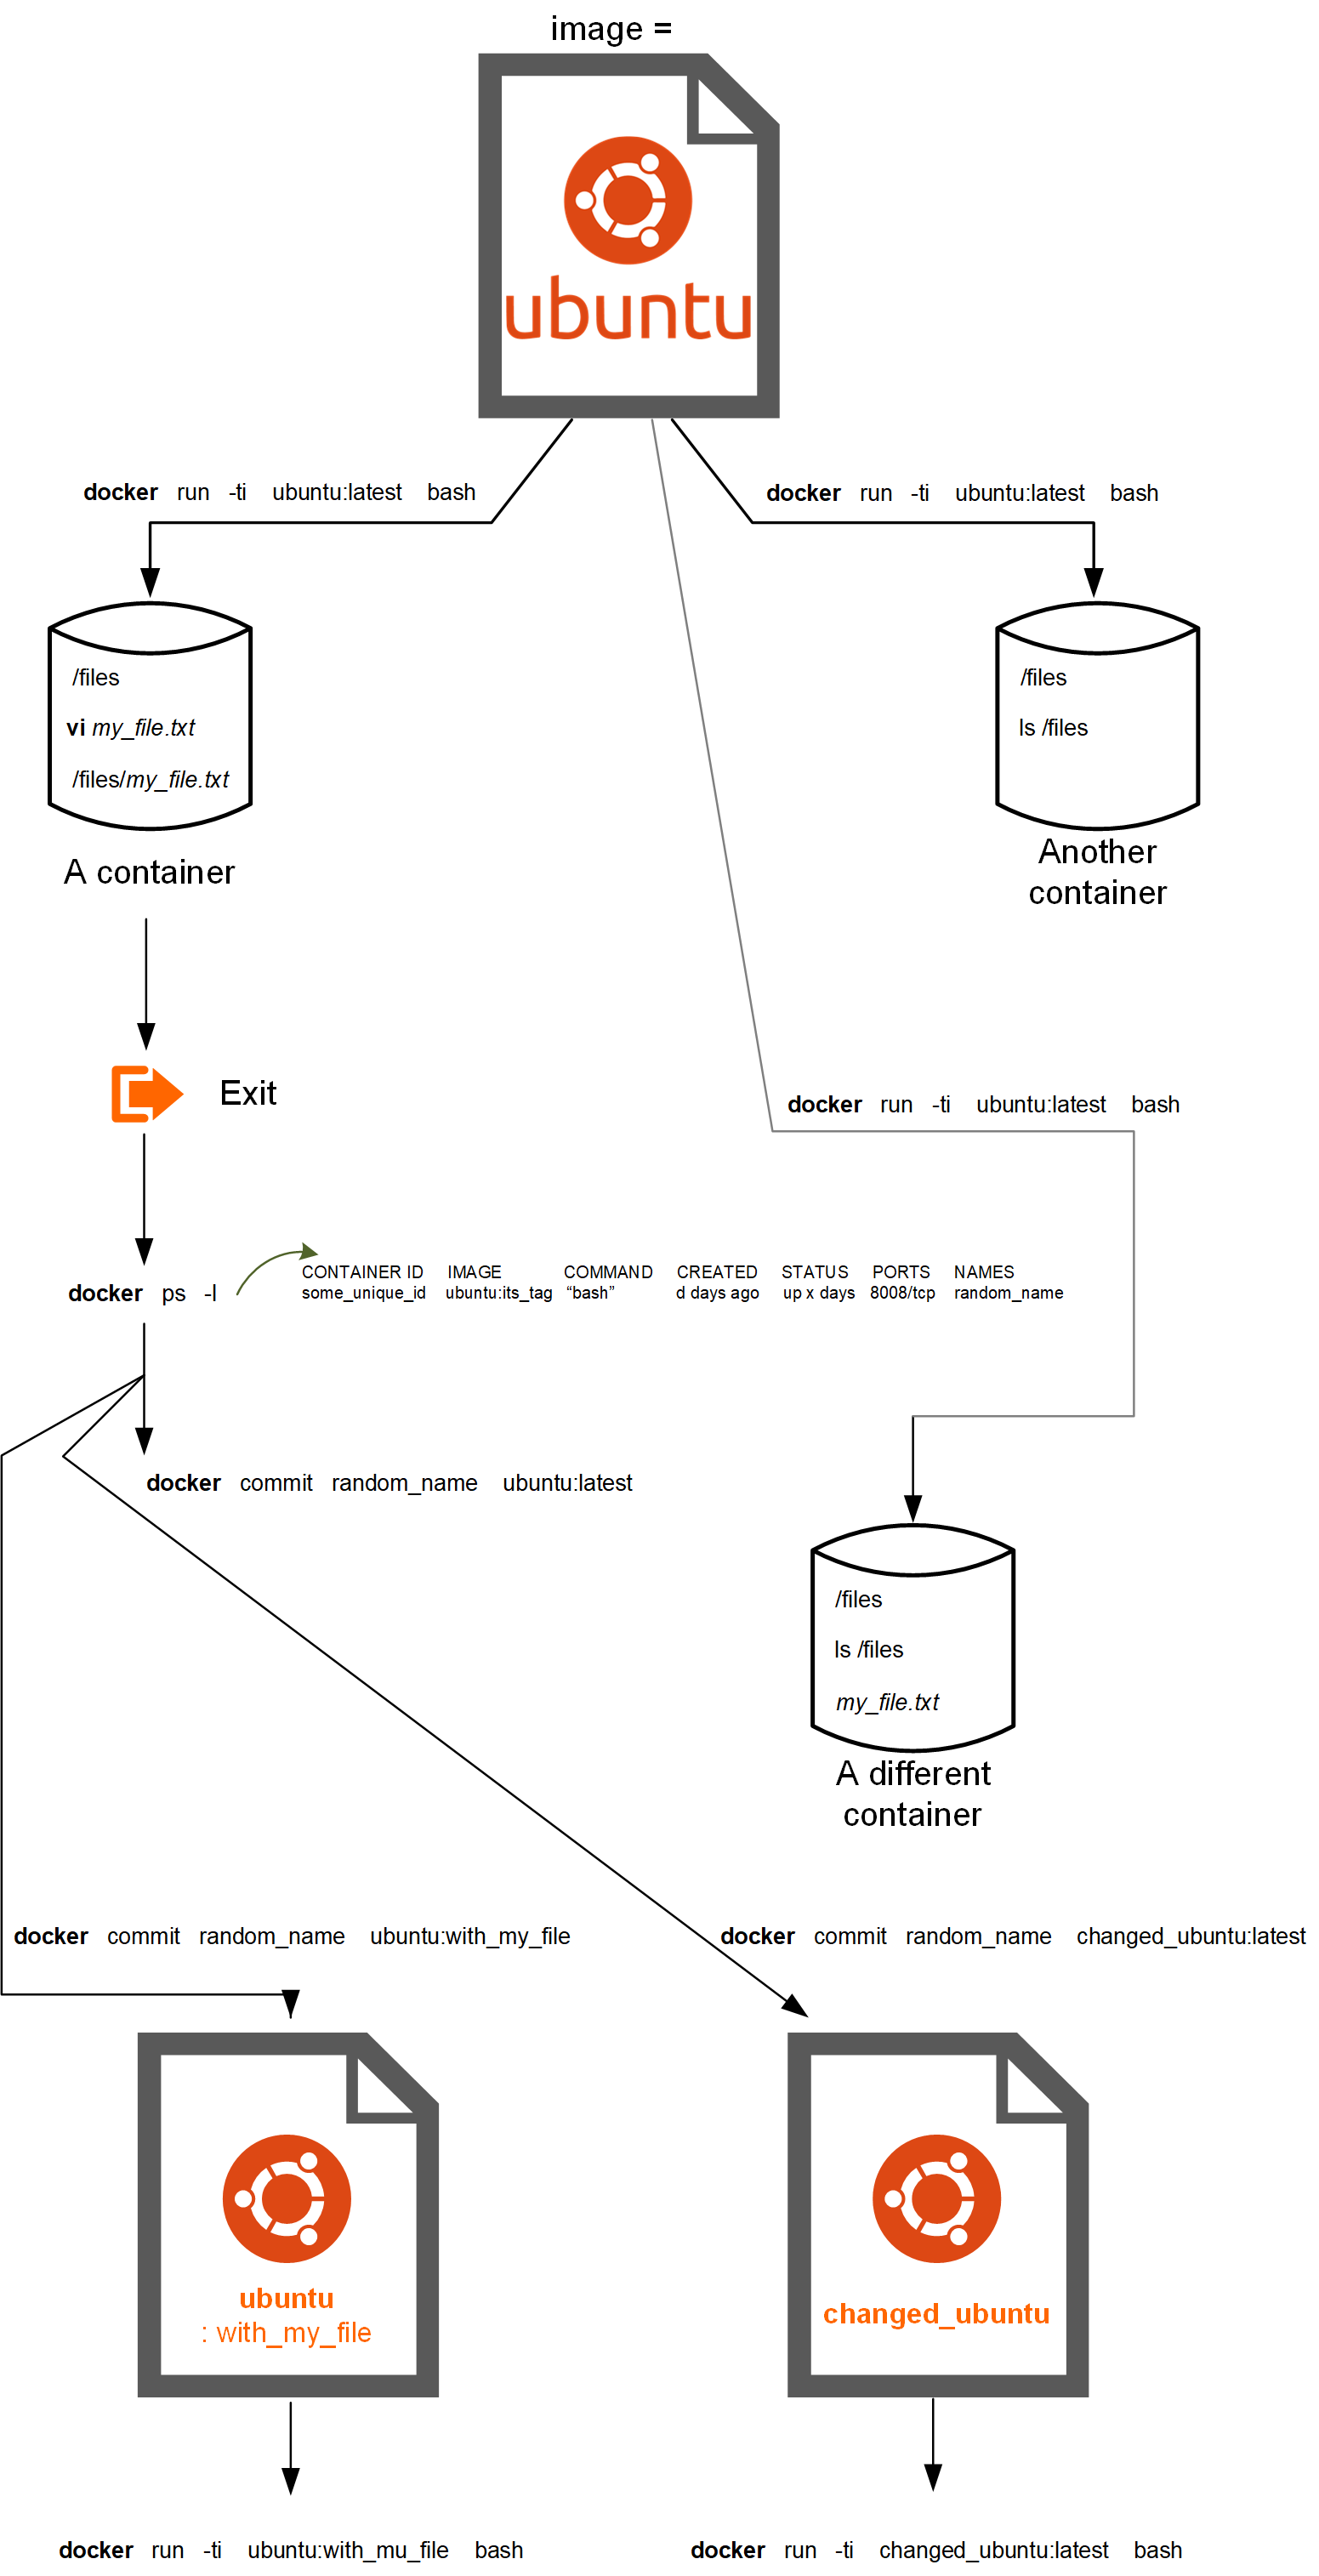 image =
ubuntu
docker run -ti ubuntu:latest bash
docker run -ti ubuntu:latest bash
/files
vi my_file.txt
/files/my_file.txt
A container
/files
ls /files
Another
container
Exit
docker run -ti ubuntu:latest bash
docker ps -l
CONTAINER ID IMAGE COMMAND CREATED STATUS PORTS NAMES
some_unique_id ubuntu:its_tag “bash” d days ago up x days 8008/tcp random_name
docker commit random_name ubuntu:latest
/files
ls /files
my_file.txt
A different
container
docker commit random_name ubuntu:with_my_file
docker commit random_name changed_ubuntu:latest
ubuntu
: with_my_file
changed_ubuntu
docker run -ti ubuntu:with_mu_file bash
docker run -ti changed_ubuntu:latest bash